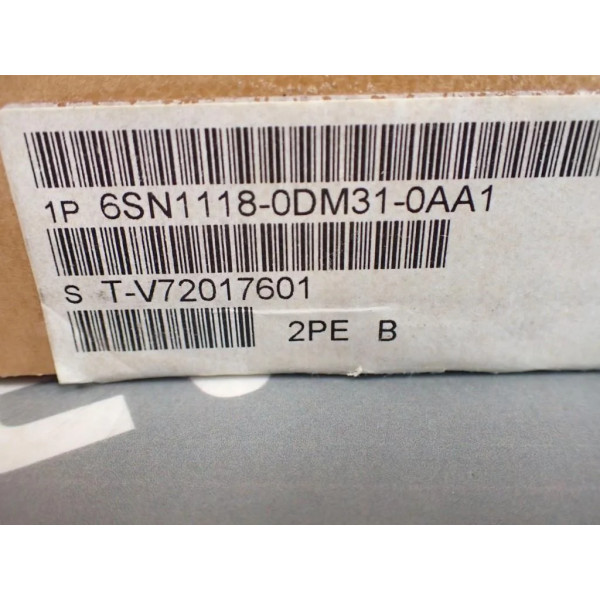 1P 6SN1118-0DM31-0AA1
S T-V72017601
2PE B